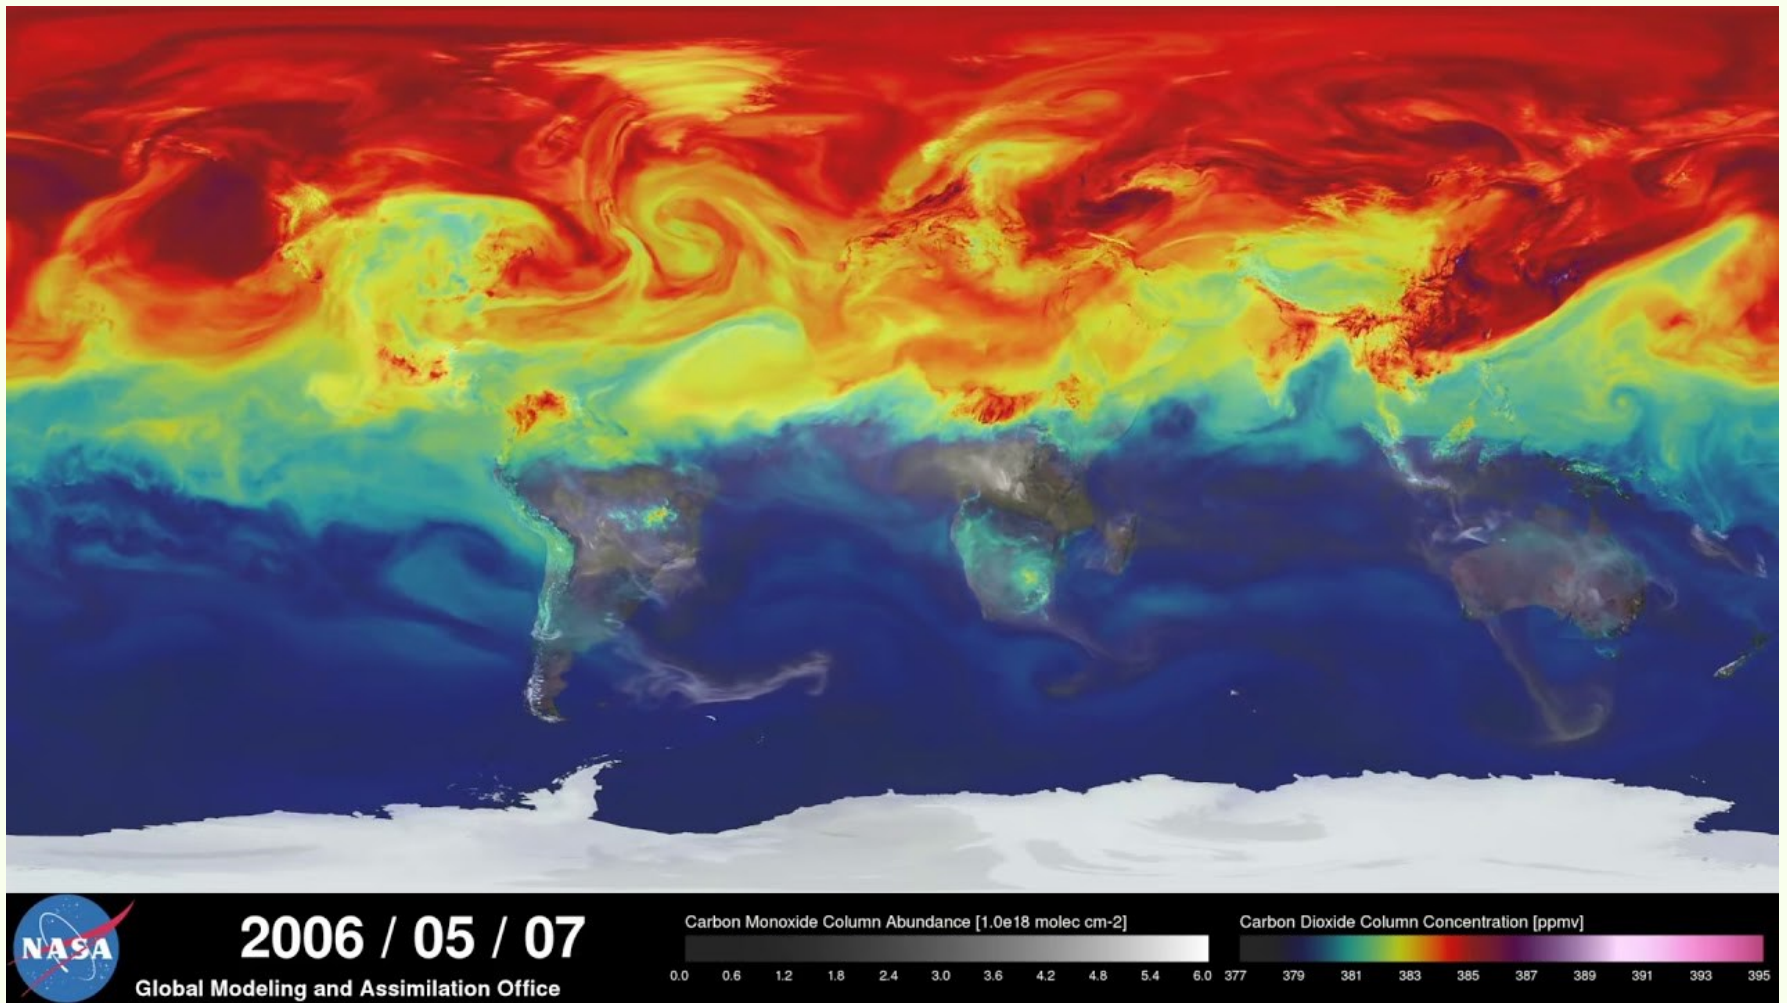 NASA
2006 / 05 / 07
Global Modeling and Assimilation Office
Carbon Monoxide Column Abundance [1.0e18 molec cm-2]
0.0 0.6 1.2 1.8 2.4 3.0 3.6 4.2 4.8 5.4 6.0
Carbon Dioxide Column Concentration [ppmv]
377 379 381 383 385 387 389 391 393 395